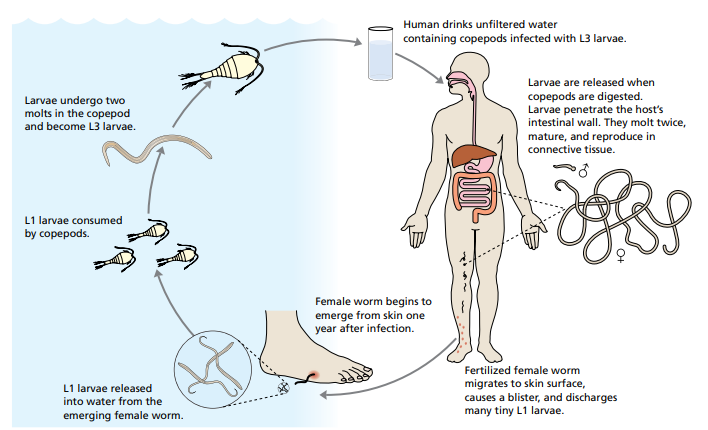 Human drinks unfiltered water
containing copepods infected with L3 larvae.
Larvae are released when
copepods are digested.
Larvae penetrate the host's
intestinal wall. They molt twice,
mature, and reproduce in
connective tissue.
♂
♀
Fertilized female worm
migrates to skin surface,
causes a blister, and discharges
many tiny L1 larvae.
Female worm begins to
emerge from skin one
year after infection.
L1 larvae released
into water from the
emerging female worm.
L1 larvae consumed
by copepods.
Larvae undergo two
molts in the copepod
and become L3 larvae.